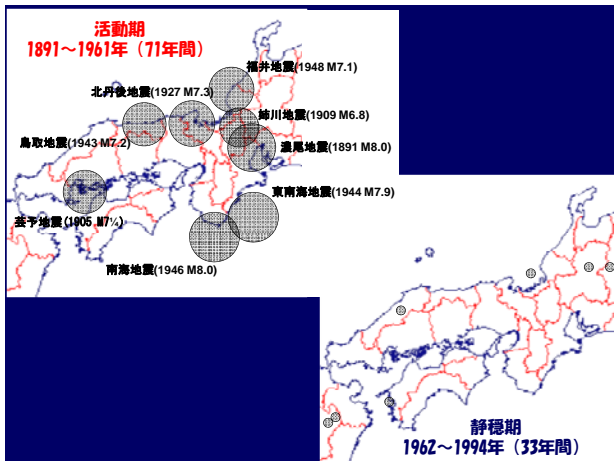 活動期
1891～1961年（71年間）
福井地震(1948 M7.1)
北丹後地震(1927 M7.3)
姉川地震(1909 M6.8)
鳥取地震(1943 M7.2)
濃尾地震(1891 M8.0)
東南海地震(1944 M7.9)
芸予地震(1905 M7¼)
南海地震(1946 M8.0)
静穏期
1962～1994年（33年間）